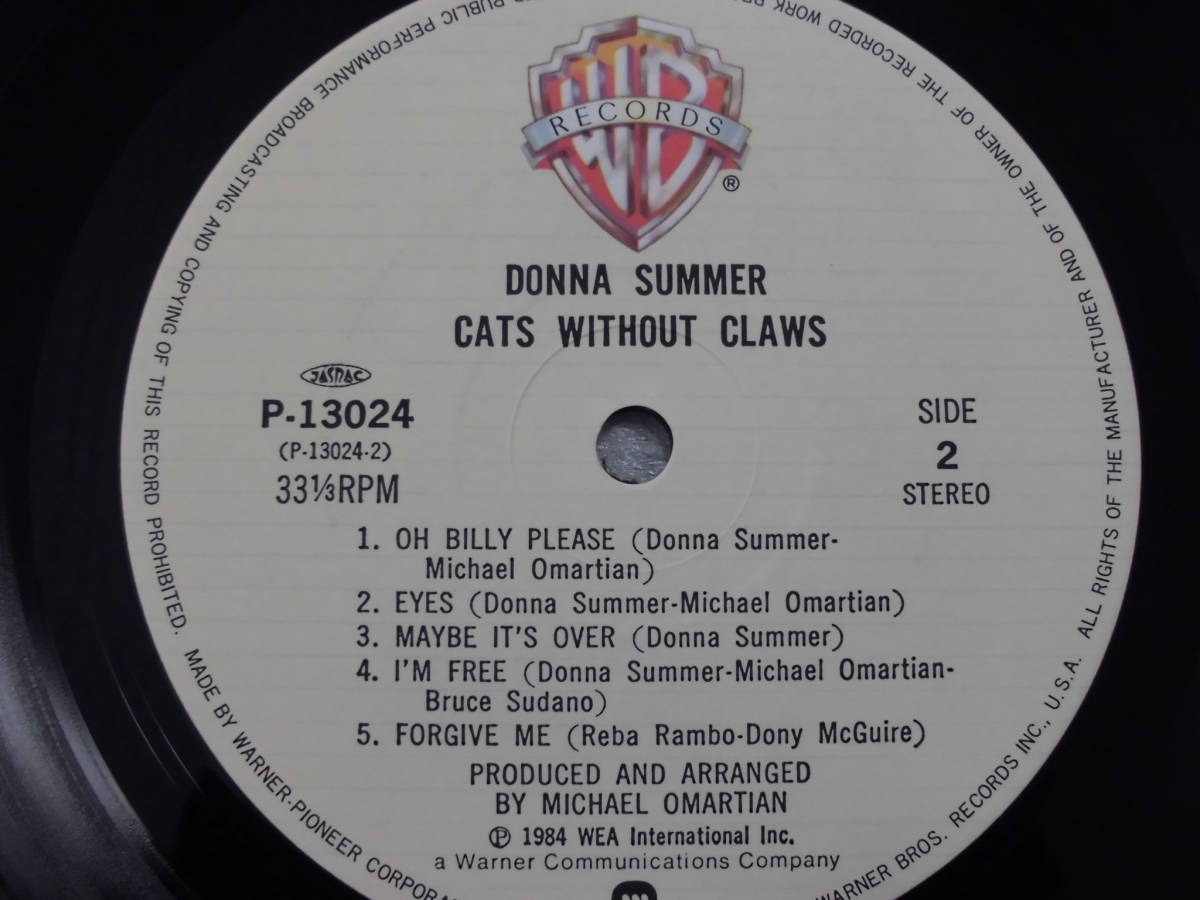 WB
RECORDS
®
DONNA SUMMER
CATS WITHOUT CLAWS
JASRAC
P-13024
(P-13024-2)
33⅓RPM
SIDE
2
STEREO
1. OH BILLY PLEASE (Donna Summer-
Michael Omartian)
2. EYES (Donna Summer-Michael Omartian)
3. MAYBE IT'S OVER (Donna Summer)
4. I'M FREE (Donna Summer-Michael Omartian-
Bruce Sudano)
5. FORGIVE ME (Reba Rambo-Dony McGuire)
PRODUCED AND ARRANGED
BY MICHAEL OMARTIAN
℗ 1984 WEA International Inc.
a Warner Communications Company
ALL RIGHTS OF THE MANUFACTURER AND OF THE OWNER OF THE RECORDED WORK
PUBLIC PERFORMANCE BROADCASTING AND COPYING OF THIS RECORD PROHIBITED.
MADE BY WARNER-PIONEER
WARNER BROS. RECORDS INC., U.S.A.